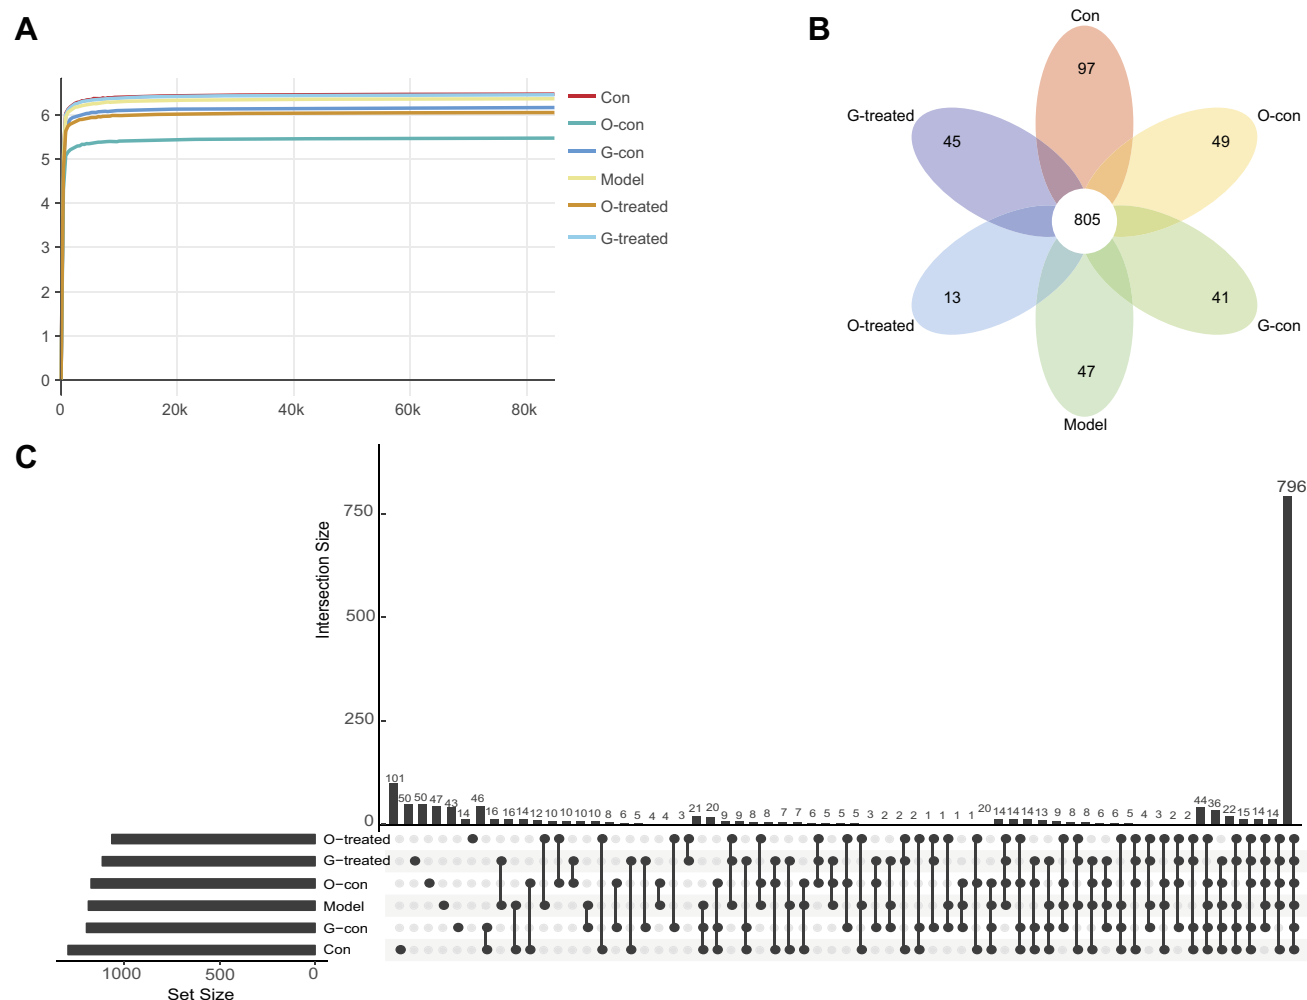 A
6
5
4
3
2
1
0
0 20k 40k 60k 80k
Con
O-con
G-con
Model
O-treated
G-treated
B
Con
97
G-treated
O-con
45
49
805
13
41
O-treated
G-con
47
Model
C
Intersection Size
750
500
250
0
796
101 50 50 47 43 14 46 16 16 14 12 10 10 10 10 8 6 5 4 4 3 21 20 9 9 8 8 7 7 6 5 5 5 3 2 2 2 1 1 1 1 20 14 14 14 13 9 8 8 6 6 5 4 3 2 2 44 36 22 15 14 14
O−treated
G−treated
O−con
Model
G−con
Con
1000 500 0
Set Size